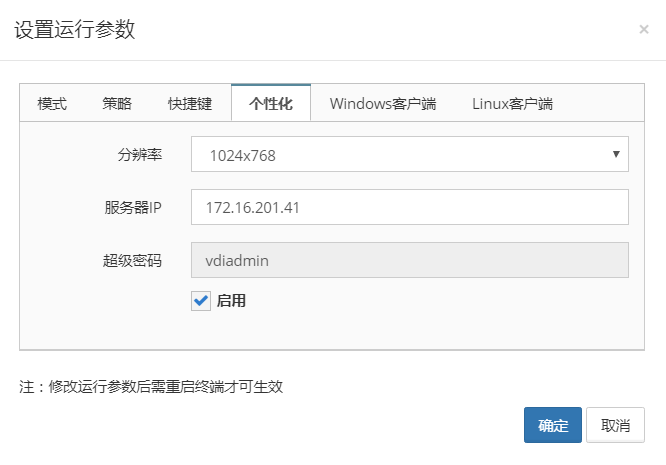 设置运行参数 ×
模式 策略 快捷键 个性化 Windows客户端 Linux客户端
分辨率 1024x768
服务器IP 172.16.201.41
超级密码 vdiadmin
启用
注：修改运行参数后需重启终端才可生效
确定 取消